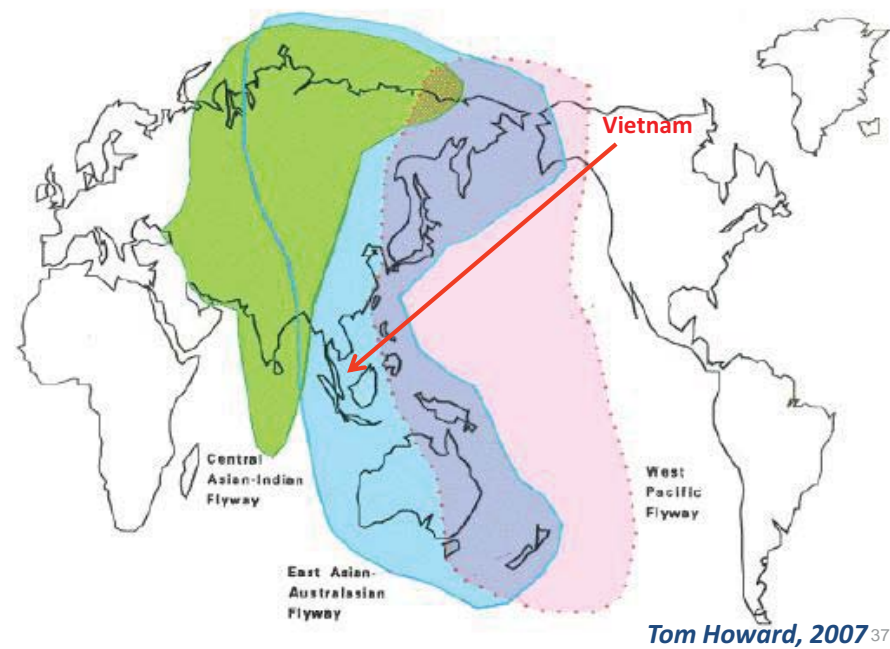 Vietnam
Central
Asian-Indian
Flyway
West
Pacific
Flyway
East Asian-
Australasian
Flyway
Tom Howard, 2007 37